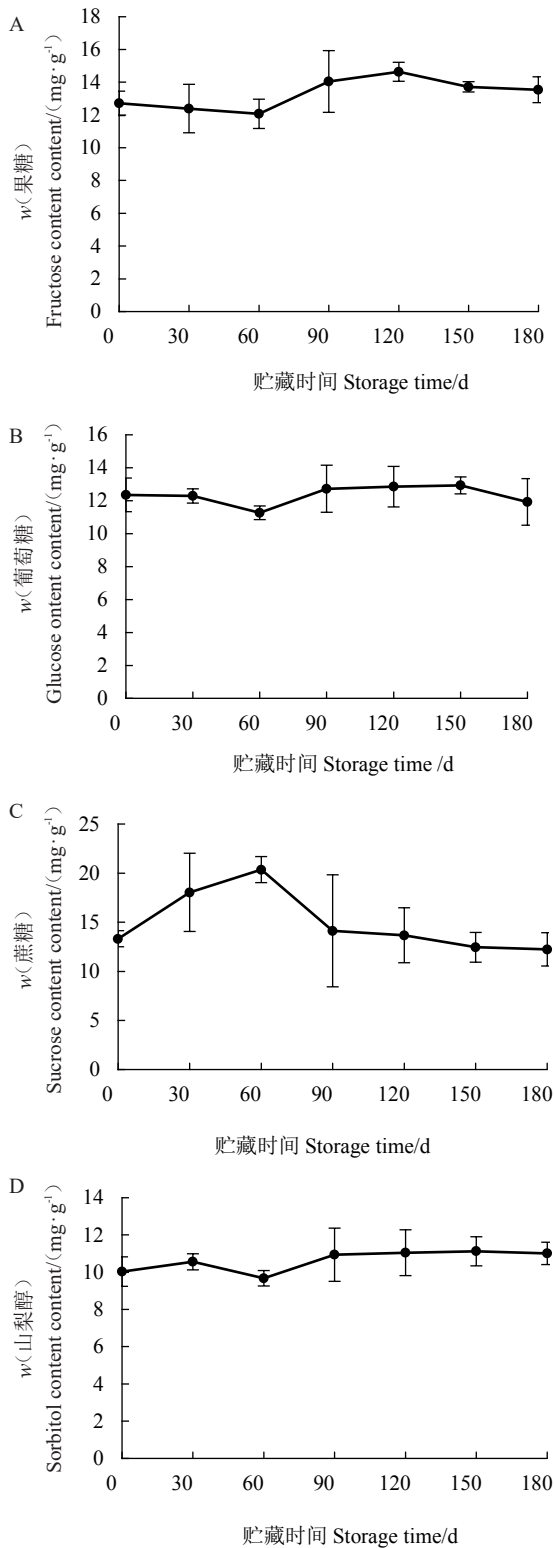 A
18
16
14
12
10
8
6
4
2
0
w(果糖)
Fructose content content/(mg·g-1)
0 30 60 90 120 150 180
贮藏时间 Storage time/d
B
16
14
12
10
8
6
4
2
0
w(葡萄糖)
Glucose ontent content/(mg·g-1)
0 30 60 90 120 150 180
贮藏时间 Storage time /d
C
25
20
15
10
5
0
w(蔗糖)
Sucrose content content/(mg·g-1)
0 30 60 90 120 150 180
贮藏时间 Storage time/d
D
14
12
10
8
6
4
2
0
w(山梨醇)
Sorbitol content content/(mg·g-1)
0 30 60 90 120 150 180
贮藏时间 Storage time/d